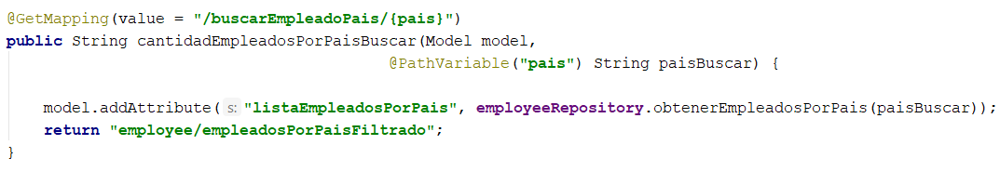 @GetMapping(value = "/buscarEmpleadoPais/{pais}")
public String cantidadEmpleadosPorPaisBuscar(Model model,
@PathVariable("pais") String paisBuscar) {
model.addAttribute( s: "listaEmpleadosPorPais", employeeRepository.obtenerEmpleadosPorPais(paisBuscar));
return "employee/empleadosPorPaisFiltrado";
}